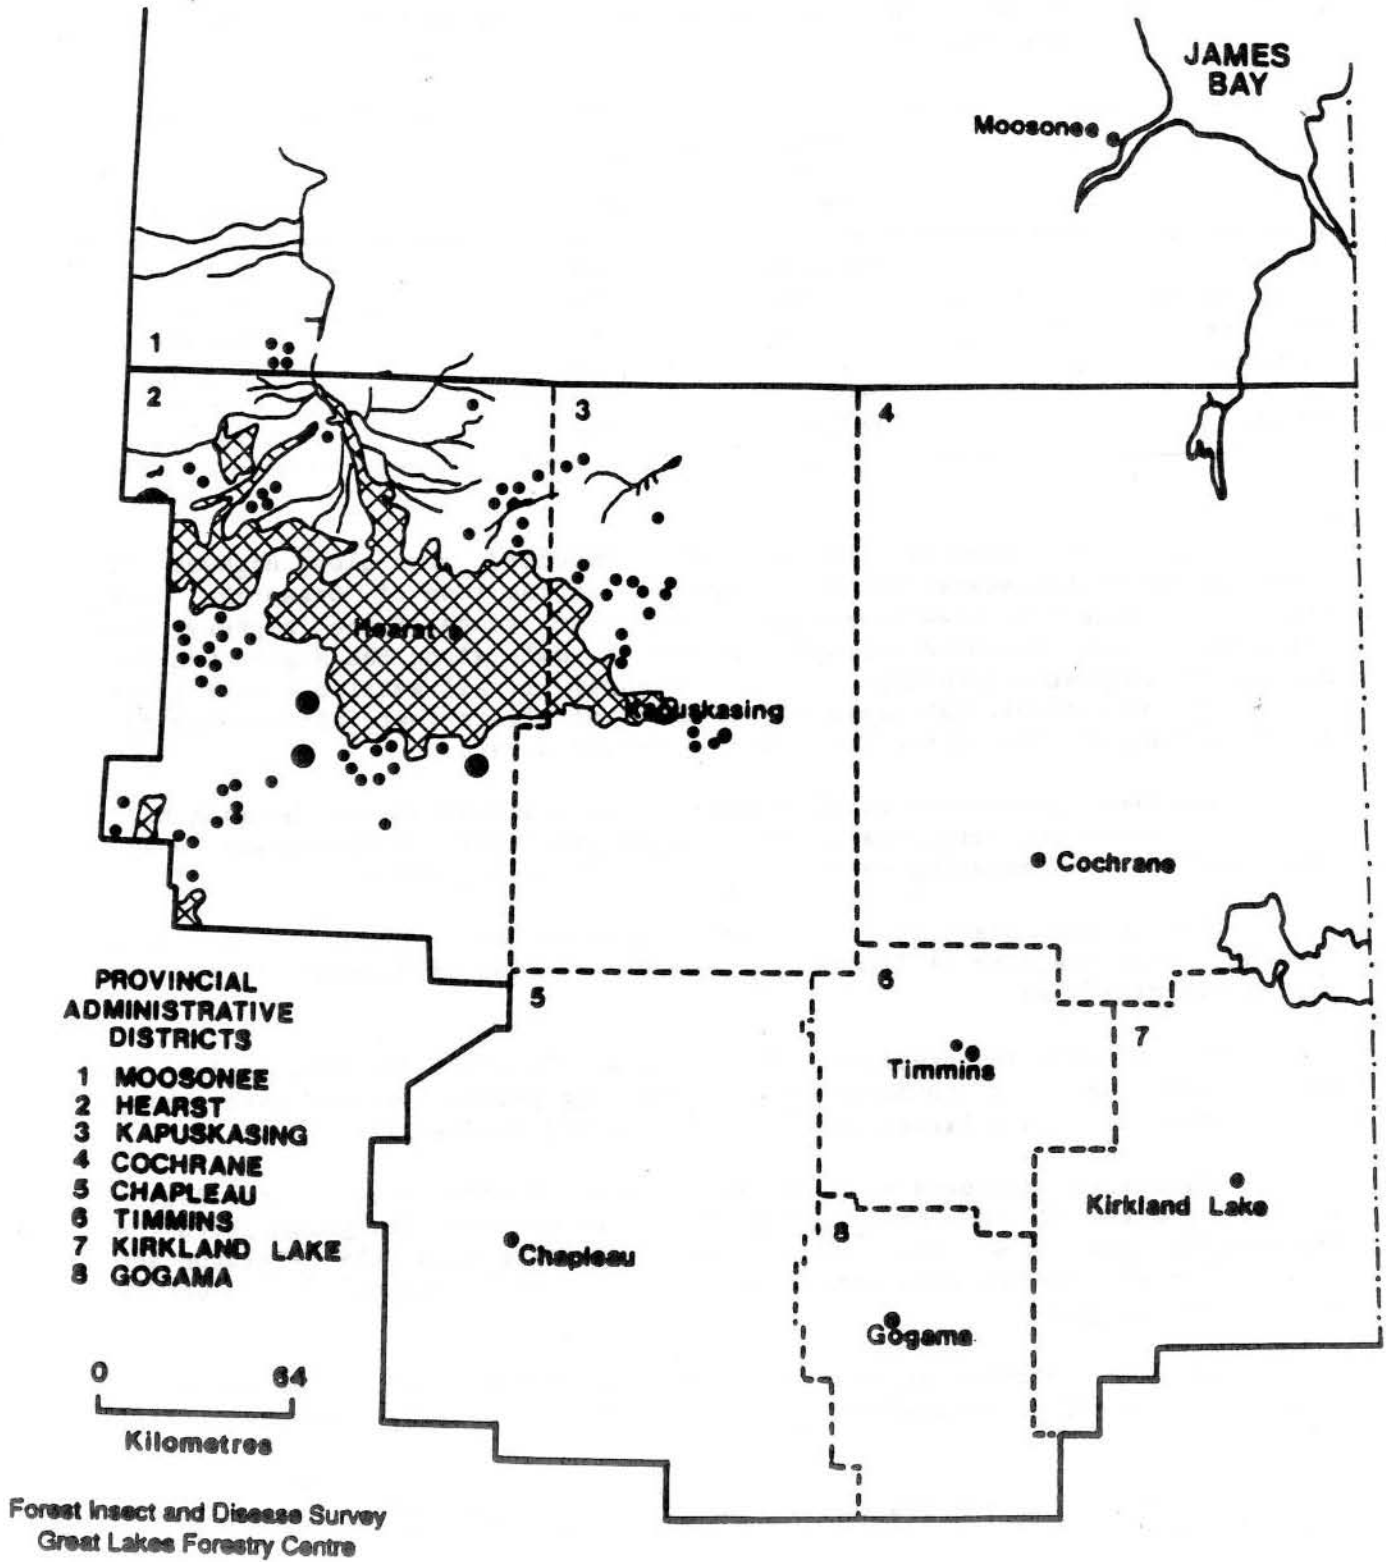 JAMES
BAY
Moosonee
1
2
3
4
Hearst
Kapuskasing
Cochrane
5
6
7
Timmins
Kirkland Lake
8
Chapleau
Gogama
PROVINCIAL
ADMINISTRATIVE
DISTRICTS
1 MOOSONEE
2 HEARST
3 KAPUSKASING
4 COCHRANE
5 CHAPLEAU
6 TIMMINS
7 KIRKLAND LAKE
8 GOGAMA
0 64
Kilometres
Forest Insect and Disease Survey
Great Lakes Forestry Centre